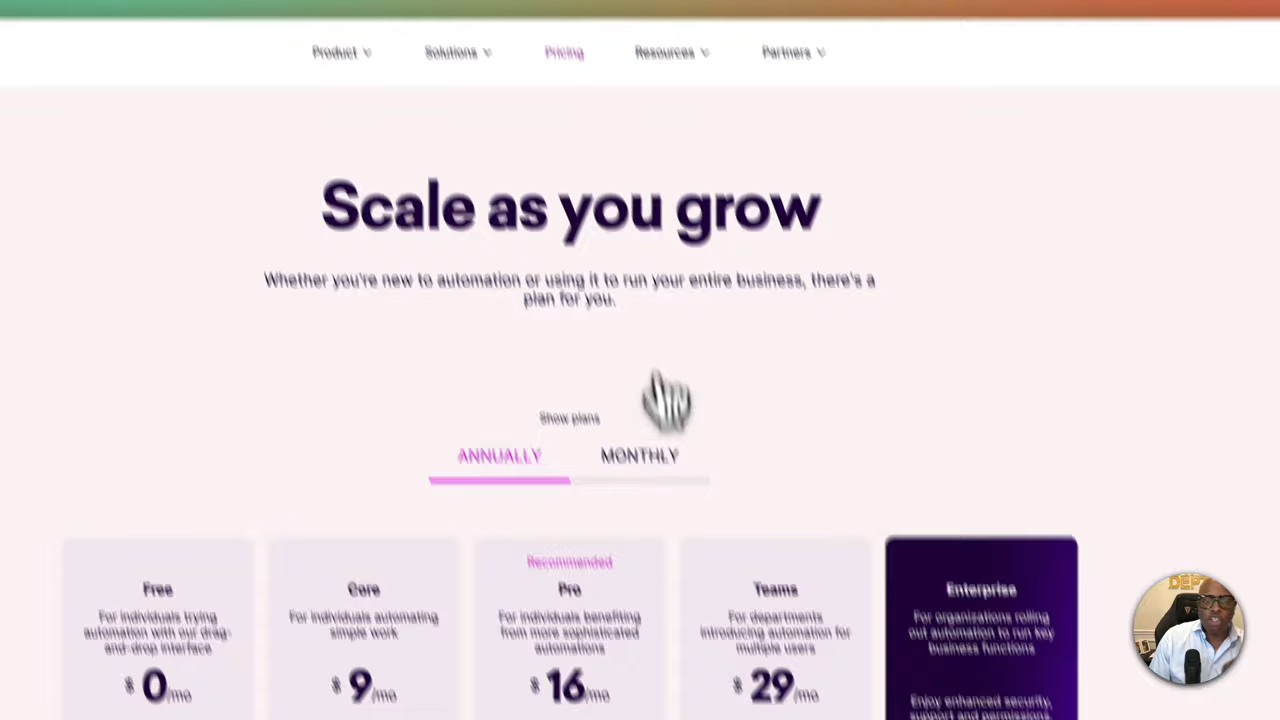 Product
Solutions
Pricing
Resources
Partners
Scale as you grow
Whether you're new to automation or using it to run your entire business, there's a
plan for you.
Show plans
ANNUALLY
MONTHLY
Free
For individuals trying
automation with our drag-
and-drop interface
$ 0/mo
Core
For individuals automating
simple work
$ 9/mo
Recommended
Pro
For individuals benefiting
from more sophisticated
automations
$ 16/mo
Teams
For departments
introducing automation for
multiple users
$ 29/mo
Enterprise
For organizations rolling
out automation to run key
business functions
Enjoy enhanced security,
support and permissions,